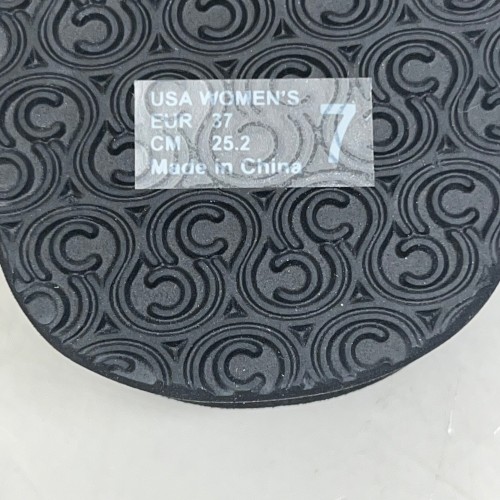 USA WOMEN'S
EUR 37
CM 25.2
Made in China
7